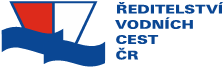 ŘEDITELSTVÍ
VODNÍCH
CEST
ČR